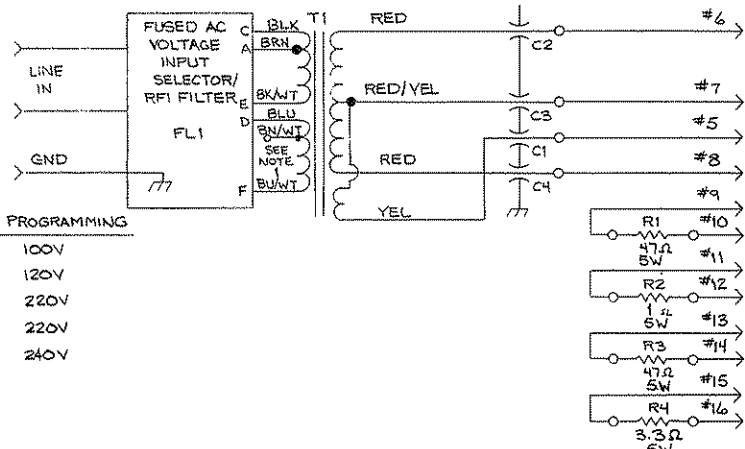 FUSED AC
VOLTAGE
INPUT
SELECTOR/
RFI FILTER
FL1
LINE
IN
GND
C
A
E
D
F
BLK
BRN
BK/WT
BLU
BN/WT
SEE
NOTE
1
BU/WT
T1
RED
RED/YEL
RED
YEL
C2
C3
C1
C4
#6
#7
#5
#8
#9
R1
#10
47Ω
5W
#11
R2
#12
1Ω
5W
#13
R3
#14
47Ω
5W
#15
R4
#16
3.3Ω
5W
PROGRAMMING
100V
120V
220V
220V
240V